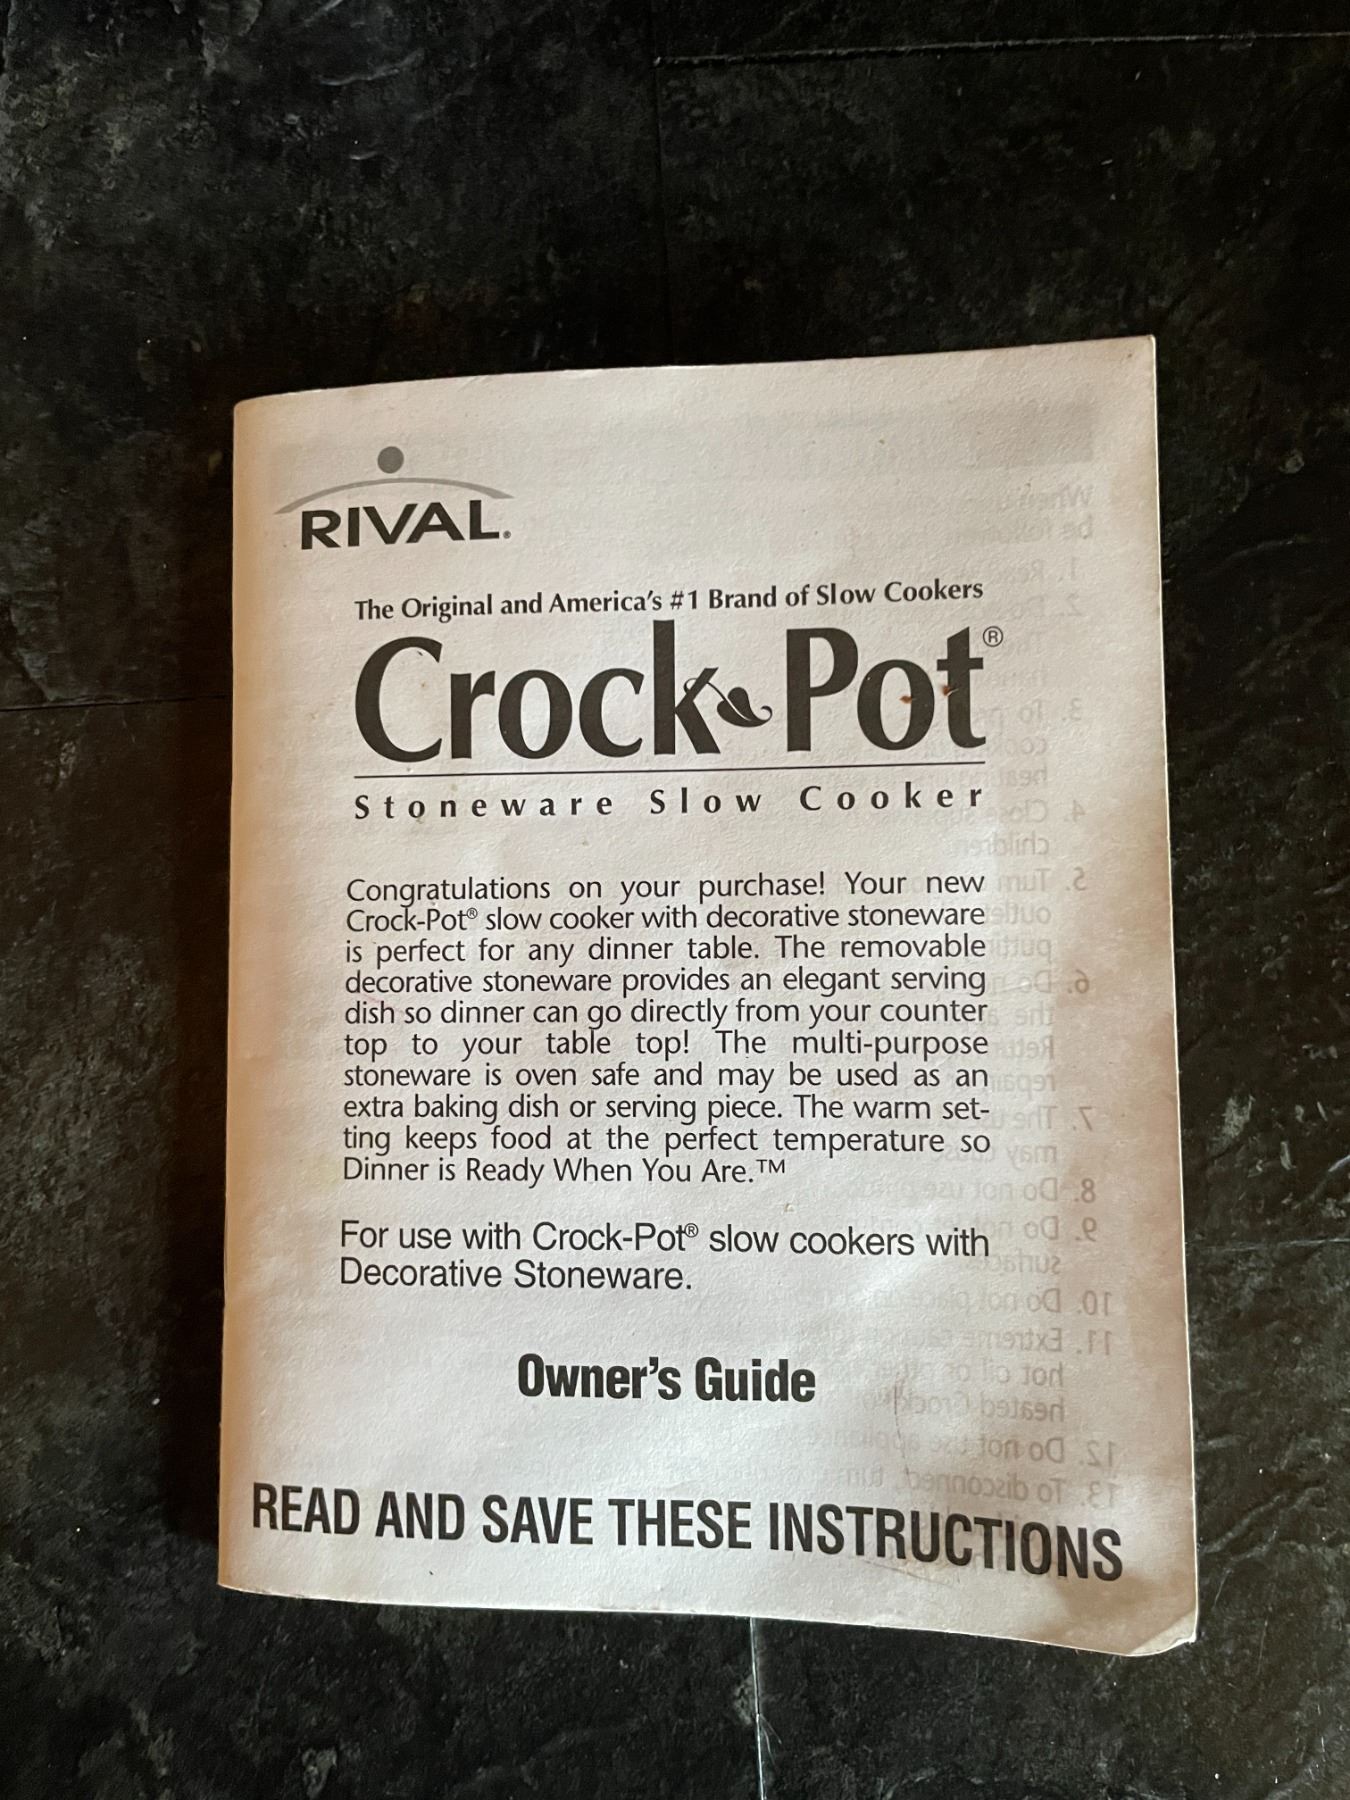 RIVAL®
The Original and America's #1 Brand of Slow Cookers
Crock Pot®
Stoneware Slow Cooker
Congratulations on your purchase! Your new
Crock-Pot® slow cooker with decorative stoneware
is perfect for any dinner table. The removable
decorative stoneware provides an elegant serving
dish so dinner can go directly from your counter
top to your table top! The multi-purpose
stoneware is oven safe and may be used as an
extra baking dish or serving piece. The warm set-
ting keeps food at the perfect temperature so
Dinner is Ready When You Are.™
For use with Crock-Pot® slow cookers with
Decorative Stoneware.
Owner's Guide
READ AND SAVE THESE INSTRUCTIONS